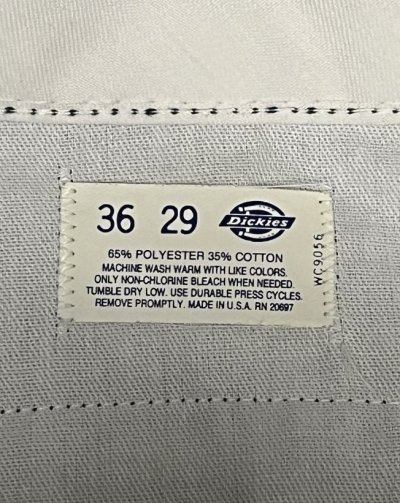 36 29 Dickies
65% POLYESTER 35% COTTON
MACHINE WASH WARM WITH LIKE COLORS.
ONLY NON-CHLORINE BLEACH WHEN NEEDED.
TUMBLE DRY LOW. USE DURABLE PRESS CYCLES.
REMOVE PROMPTLY. MADE IN U.S.A. RN 20697
WC9056